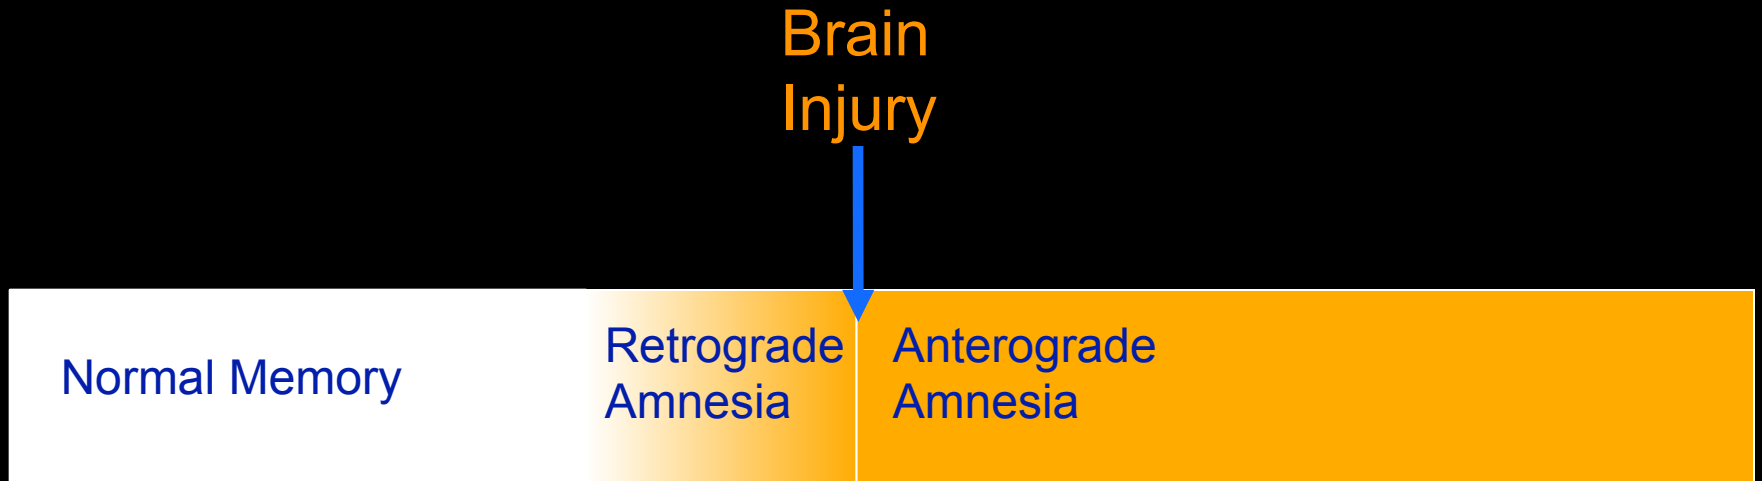 Brain
Injury
Normal Memory
Retrograde
Amnesia
Anterograde
Amnesia